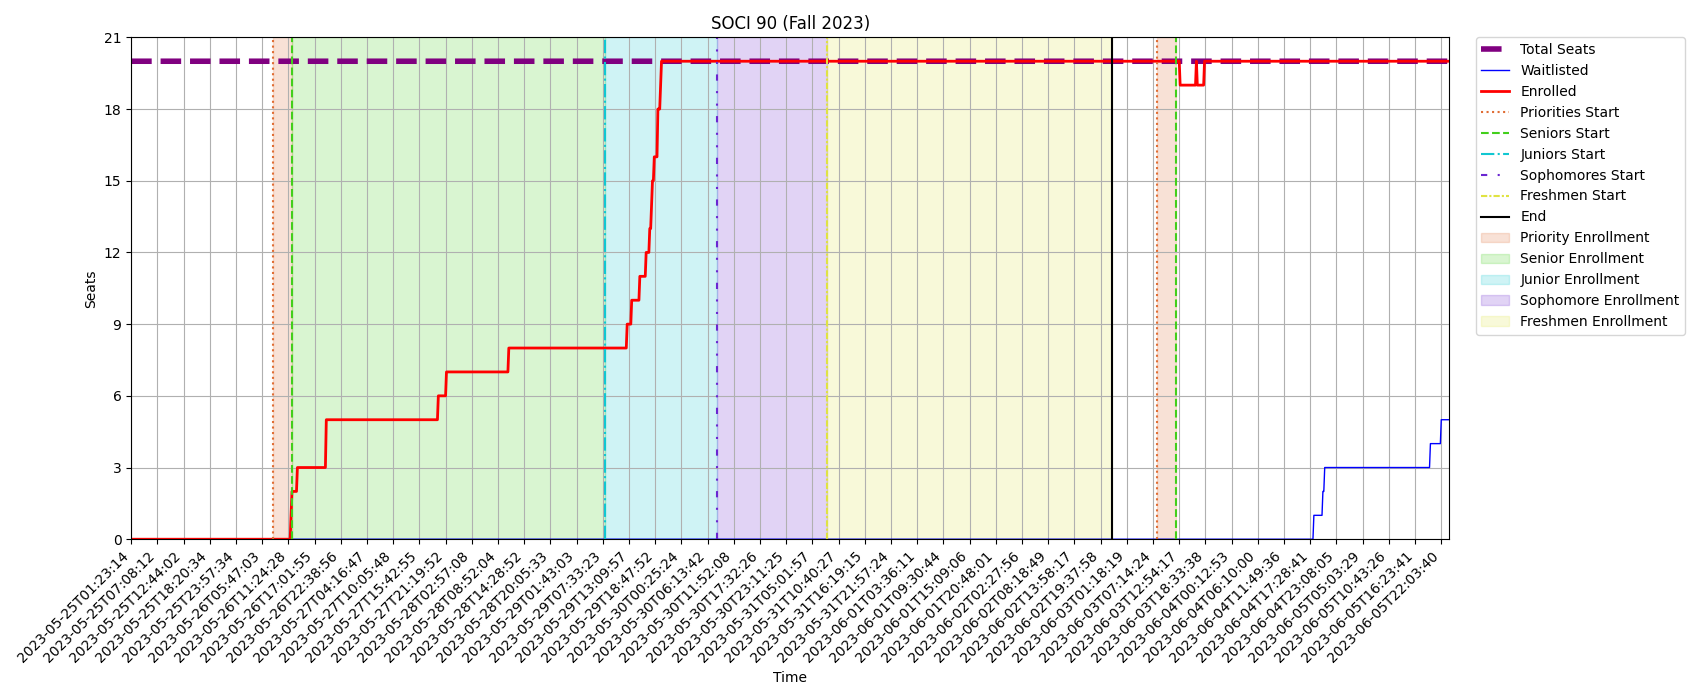 SOCI 90 (Fall 2023)
21
18
15
12
9
6
3
0
Seats
2023-05-25T01:23:14
2023-05-25T07:08:12
2023-05-25T12:44:02
2023-05-25T18:20:34
2023-05-25T23:57:34
2023-05-26T05:47:03
2023-05-26T11:24:28
2023-05-26T17:01:55
2023-05-26T22:38:56
2023-05-27T04:16:47
2023-05-27T10:05:48
2023-05-27T15:42:55
2023-05-27T21:19:52
2023-05-28T02:57:08
2023-05-28T08:52:04
2023-05-28T14:28:52
2023-05-28T20:05:33
2023-05-29T01:43:03
2023-05-29T07:33:23
2023-05-29T13:09:57
2023-05-29T18:47:52
2023-05-30T00:25:24
2023-05-30T06:13:42
2023-05-30T11:52:08
2023-05-30T17:32:26
2023-05-30T23:11:25
2023-05-31T05:01:57
2023-05-31T10:40:27
2023-05-31T16:19:15
2023-05-31T21:57:24
2023-06-01T03:36:11
2023-06-01T09:30:44
2023-06-01T15:09:06
2023-06-01T20:48:01
2023-06-02T02:27:56
2023-06-02T08:18:49
2023-06-02T13:58:17
2023-06-02T19:37:58
2023-06-03T01:18:19
2023-06-03T07:14:24
2023-06-03T12:54:17
2023-06-03T18:33:38
2023-06-04T00:12:53
2023-06-04T06:10:00
2023-06-04T11:49:36
2023-06-04T17:28:41
2023-06-04T23:08:05
2023-06-05T05:03:29
2023-06-05T10:43:26
2023-06-05T16:23:41
2023-06-05T22:03:40
Time
Total Seats
Waitlisted
Enrolled
Priorities Start
Seniors Start
Juniors Start
Sophomores Start
Freshmen Start
End
Priority Enrollment
Senior Enrollment
Junior Enrollment
Sophomore Enrollment
Freshmen Enrollment